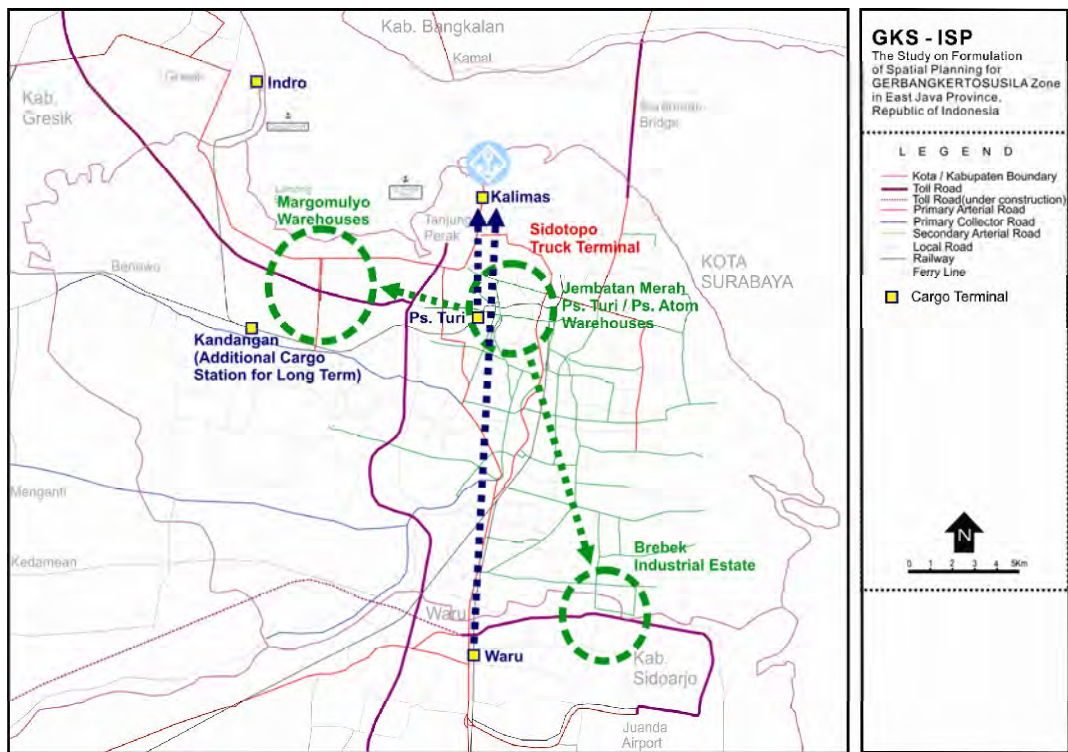 Kab. Bangkalan
Kamal
Gresik
Indro
Kab.
Gresik
Bridge
Kalimas
Margomulyo
Warehouses
Tanjung
Perak
Sidotopo
Truck Terminal
KOTA
SURABAYA
Benowo
Jembatan Merah
Ps. Turi / Ps. Atom
Warehouses
Ps. Turi
Kandangan
(Additional Cargo
Station for Long Term)
Menganti
Kedamean
Brebek
Industrial Estate
Waru
Waru
Kab.
Sidoarjo
Juanda
Airport
GKS - ISP
The Study on Formulation
of Spatial Planning for
GERBANGKERTOSUSILA Zone
in East Java Province,
Republic of Indonesia
L E G E N D
Kota / Kabupaten Boundary
Toll Road
Toll Road(under construction)
Primary Arterial Road
Primary Collector Road
Secondary Arterial Road
Local Road
Railway
Ferry Line
Cargo Terminal
N
0 1 2 3 4 5Km